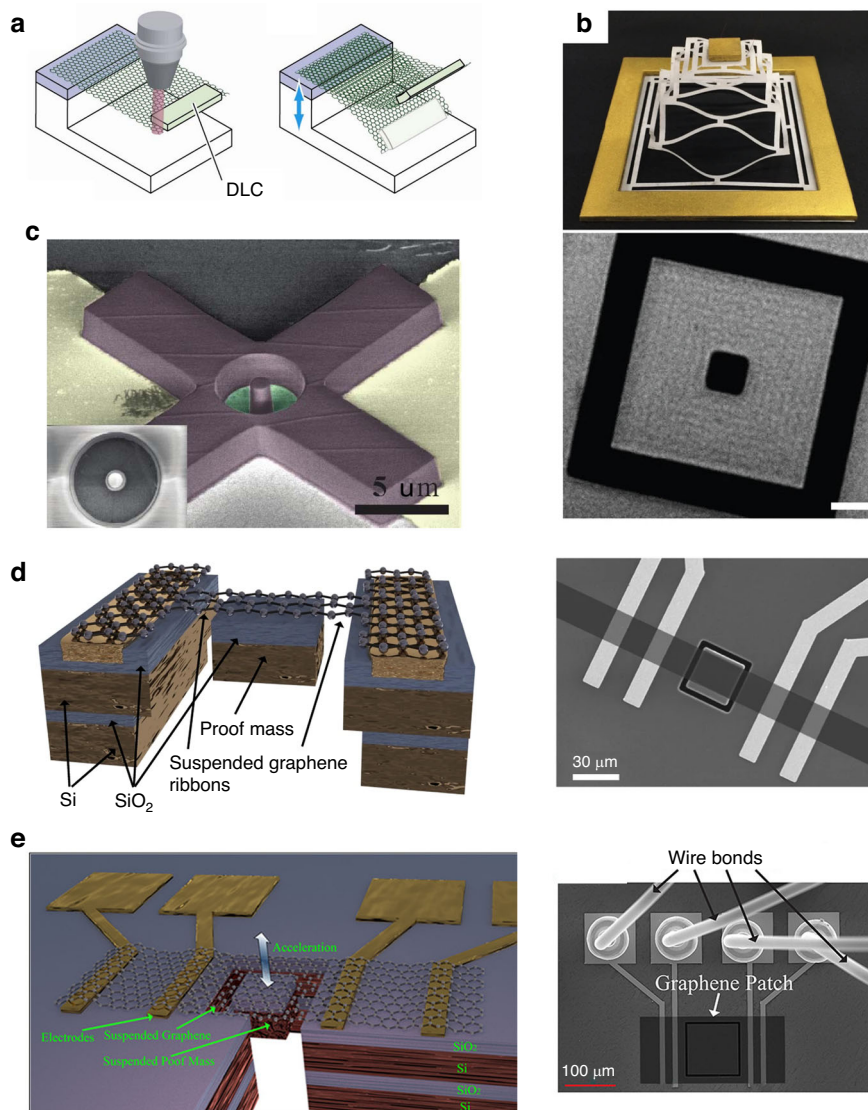 a
DLC
b
c
5 um
d
Proof mass
Suspended graphene
ribbons
Si
SiO₂
30 μm
e
Acceleration
Electrodes
Suspended Graphene
Suspended Poof Mass
SiO₂
Si
SiO₂
Si
Wire bonds
Graphene Patch
100 μm